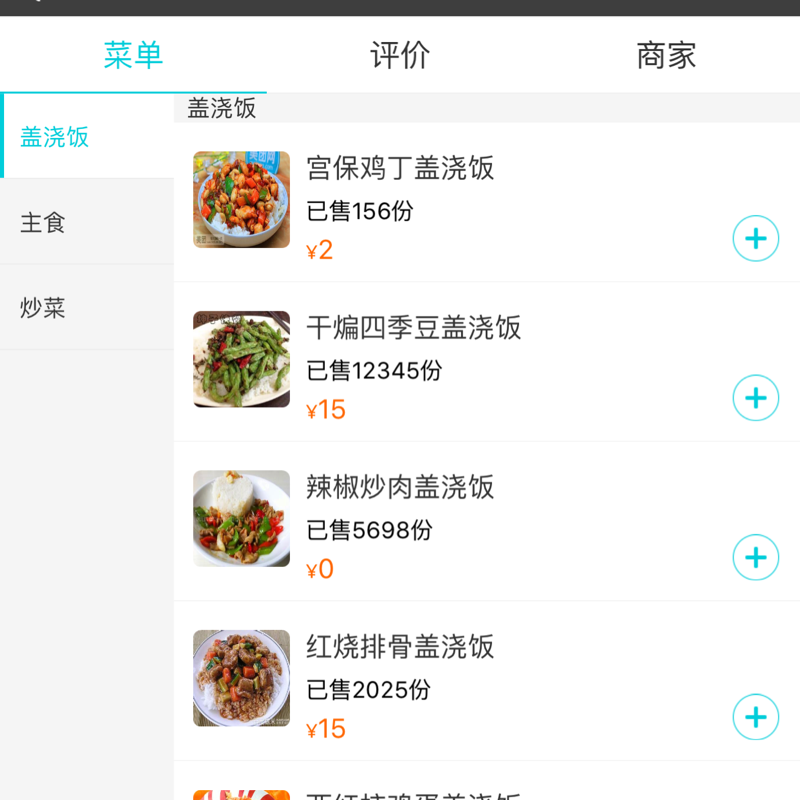 菜单
评价
商家
盖浇饭
主食
炒菜
盖浇饭
宫保鸡丁盖浇饭
已售156份
¥2
干煸四季豆盖浇饭
已售12345份
¥15
辣椒炒肉盖浇饭
已售5698份
¥0
红烧排骨盖浇饭
已售2025份
¥15